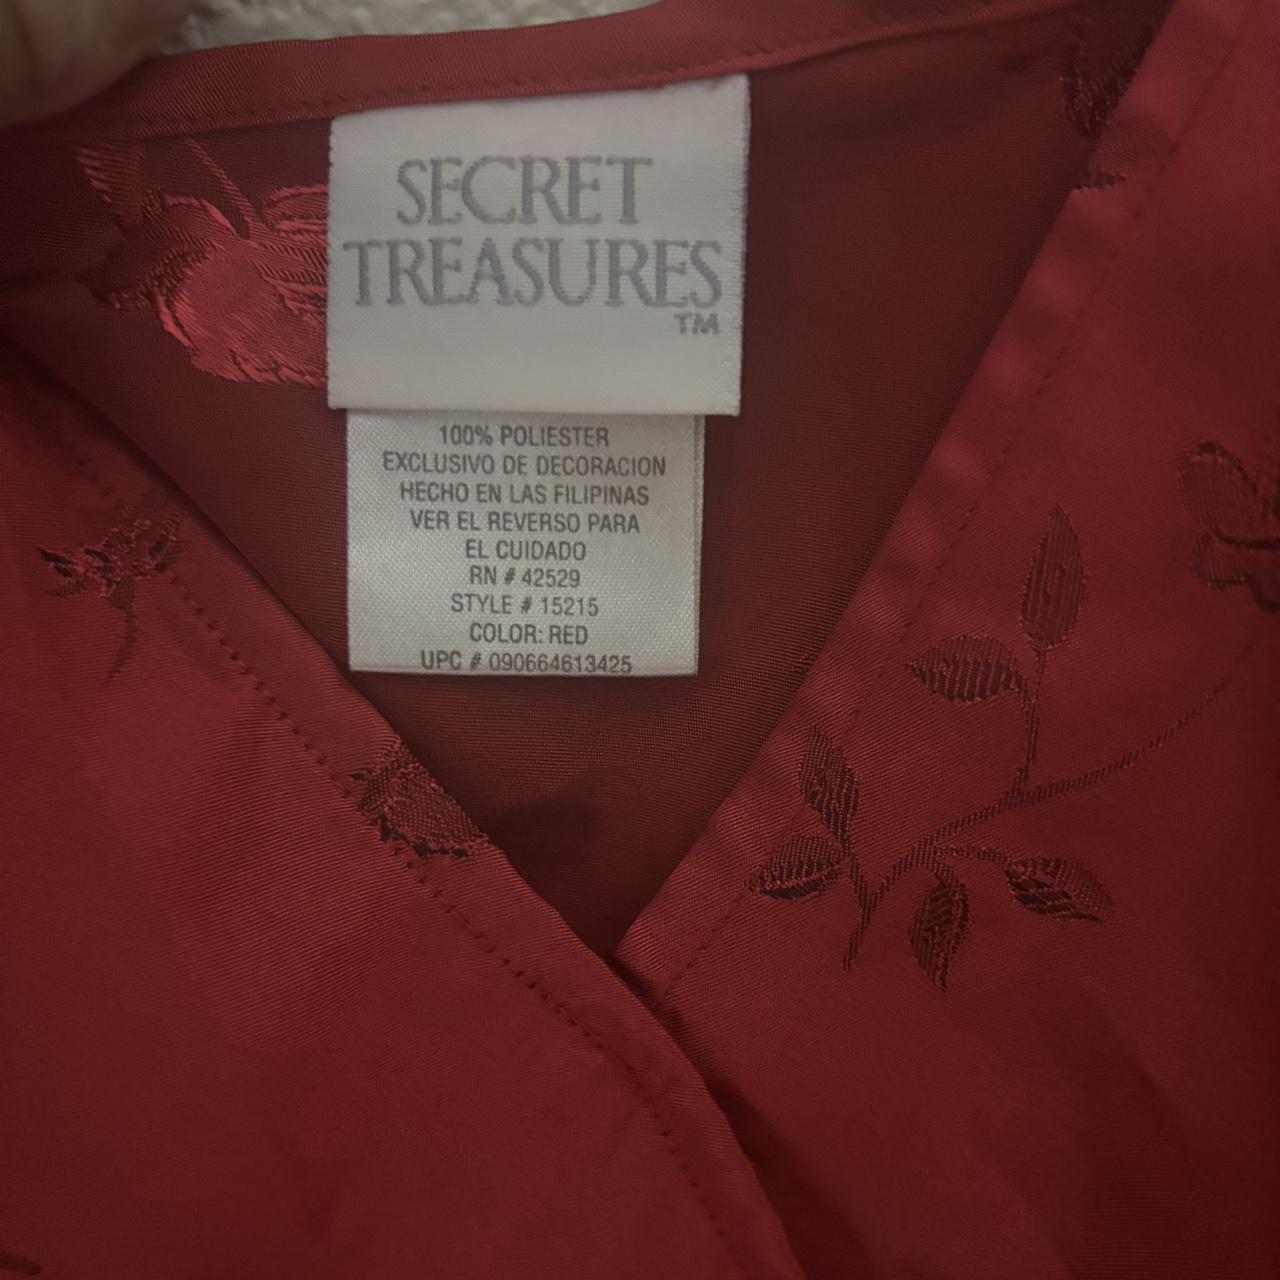 SECRET
TREASURES
TM
100% POLIESTER
EXCLUSIVO DE DECORACION
HECHO EN LAS FILIPINAS
VER EL REVERSO PARA
EL CUIDADO
RN # 42529
STYLE # 15215
COLOR: RED
UPC # 090664613425